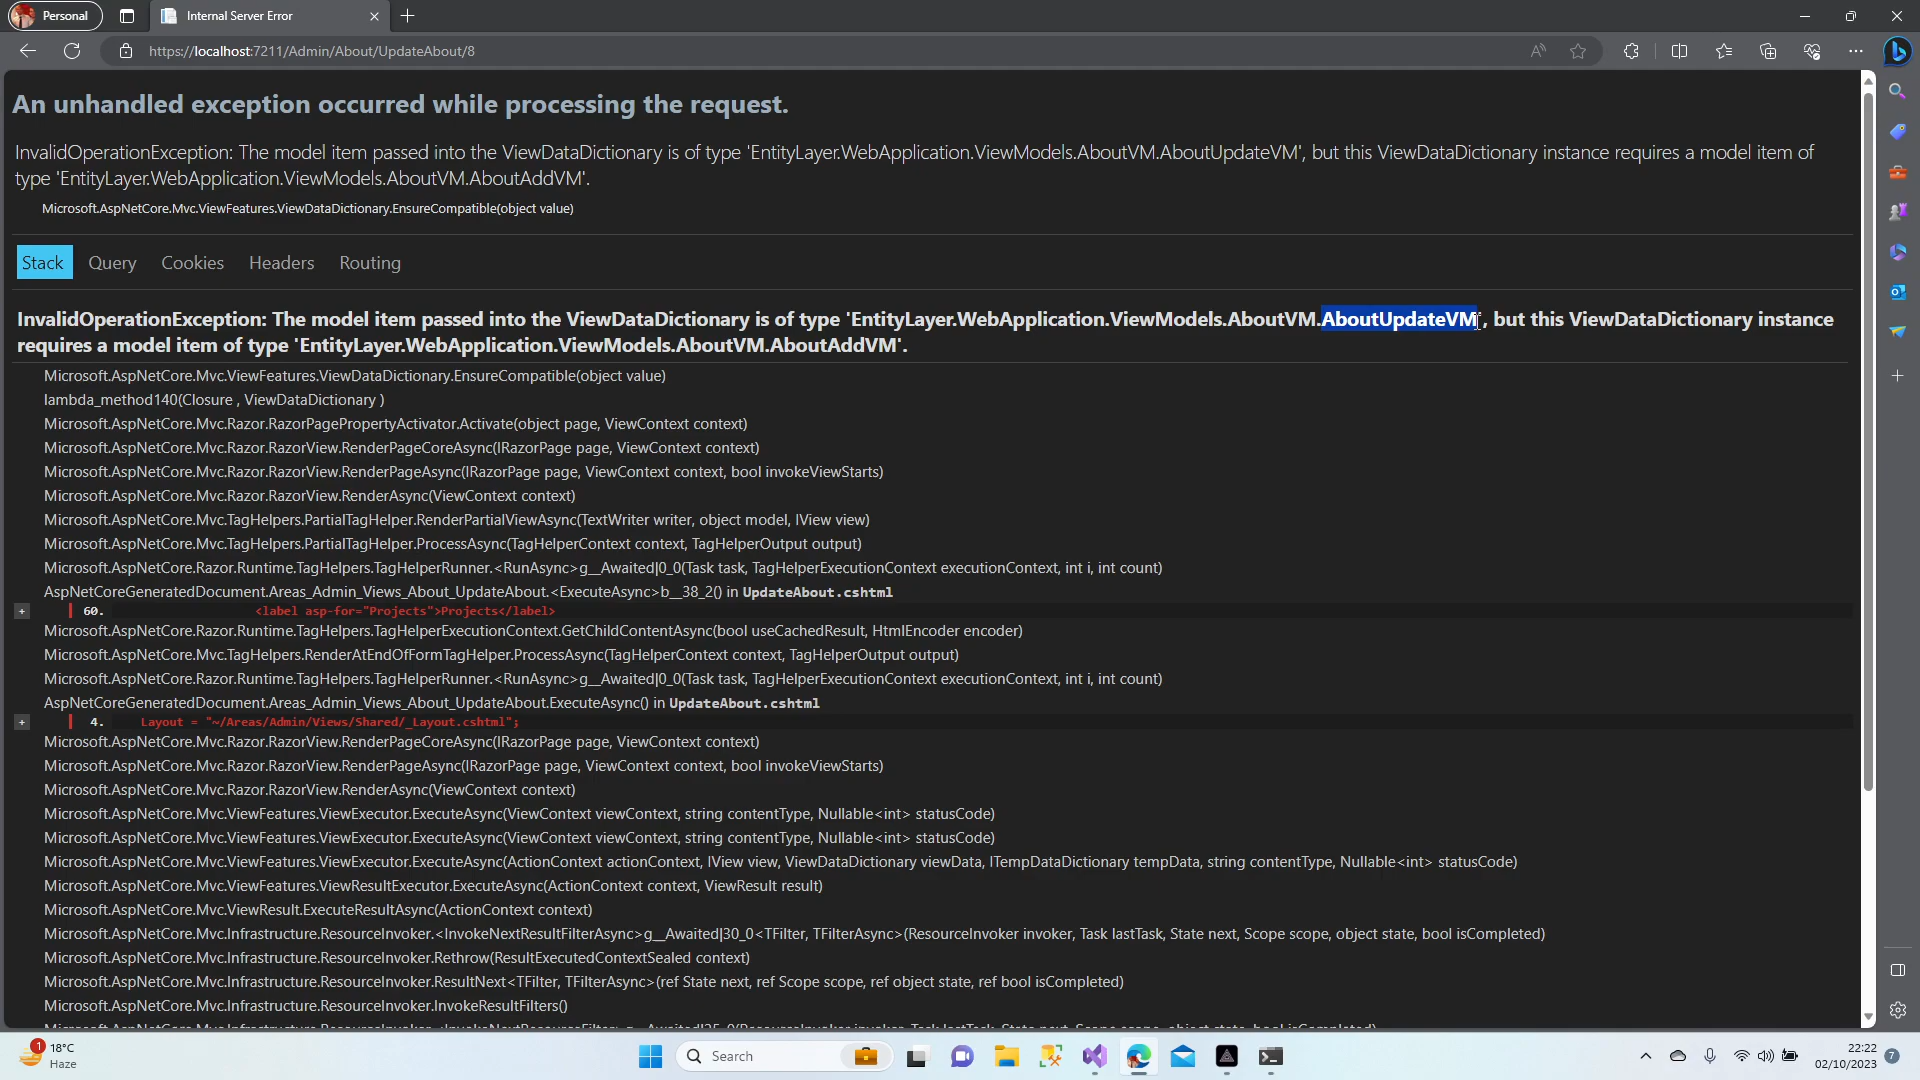 Personal
Internal Server Error
https://localhost:7211/Admin/About/UpdateAbout/8
An unhandled exception occurred while processing the request.
InvalidOperationException: The model item passed into the ViewDataDictionary is of type 'EntityLayer.WebApplication.ViewModels.AboutVM.AboutUpdateVM', but this ViewDataDictionary instance requires a model item of
type 'EntityLayer.WebApplication.ViewModels.AboutVM.AboutAddVM'.
Microsoft.AspNetCore.Mvc.ViewFeatures.ViewDataDictionary.EnsureCompatible(object value)
Stack Query Cookies Headers Routing
InvalidOperationException: The model item passed into the ViewDataDictionary is of type 'EntityLayer.WebApplication.ViewModels.AboutVM.AboutUpdateVM', but this ViewDataDictionary instance
requires a model item of type 'EntityLayer.WebApplication.ViewModels.AboutVM.AboutAddVM'.
Microsoft.AspNetCore.Mvc.ViewFeatures.ViewDataDictionary.EnsureCompatible(object value)
lambda_method140(Closure , ViewDataDictionary )
Microsoft.AspNetCore.Mvc.Razor.RazorPagePropertyActivator.Activate(object page, ViewContext context)
Microsoft.AspNetCore.Mvc.Razor.RazorView.RenderPageCoreAsync(IRazorPage page, ViewContext context)
Microsoft.AspNetCore.Mvc.Razor.RazorView.RenderPageAsync(IRazorPage page, ViewContext context, bool invokeViewStarts)
Microsoft.AspNetCore.Mvc.Razor.RazorView.RenderAsync(ViewContext context)
Microsoft.AspNetCore.Mvc.TagHelpers.PartialTagHelper.RenderPartialViewAsync(TextWriter writer, object model, IView view)
Microsoft.AspNetCore.Mvc.TagHelpers.PartialTagHelper.ProcessAsync(TagHelperContext context, TagHelperOutput output)
Microsoft.AspNetCore.Razor.Runtime.TagHelpers.TagHelperRunner.<RunAsync>g__Awaited|0_0(Task task, TagHelperExecutionContext executionContext, int i, int count)
AspNetCoreGeneratedDocument.Areas_Admin_Views_About_UpdateAbout.<ExecuteAsync>b__38_2() in UpdateAbout.cshtml
+ 60. <label asp-for="Projects">Projects</label>
Microsoft.AspNetCore.Razor.Runtime.TagHelpers.TagHelperExecutionContext.GetChildContentAsync(bool useCachedResult, HtmlEncoder encoder)
Microsoft.AspNetCore.Mvc.TagHelpers.RenderAtEndOfFormTagHelper.ProcessAsync(TagHelperContext context, TagHelperOutput output)
Microsoft.AspNetCore.Razor.Runtime.TagHelpers.TagHelperRunner.<RunAsync>g__Awaited|0_0(Task task, TagHelperExecutionContext executionContext, int i, int count)
AspNetCoreGeneratedDocument.Areas_Admin_Views_About_UpdateAbout.ExecuteAsync() in UpdateAbout.cshtml
+ 4. Layout = "~/Areas/Admin/Views/Shared/_Layout.cshtml";
Microsoft.AspNetCore.Mvc.Razor.RazorView.RenderPageCoreAsync(IRazorPage page, ViewContext context)
Microsoft.AspNetCore.Mvc.Razor.RazorView.RenderPageAsync(IRazorPage page, ViewContext context, bool invokeViewStarts)
Microsoft.AspNetCore.Mvc.Razor.RazorView.RenderAsync(ViewContext context)
Microsoft.AspNetCore.Mvc.ViewFeatures.ViewExecutor.ExecuteAsync(ViewContext viewContext, string contentType, Nullable<int> statusCode)
Microsoft.AspNetCore.Mvc.ViewFeatures.ViewExecutor.ExecuteAsync(ViewContext viewContext, string contentType, Nullable<int> statusCode)
Microsoft.AspNetCore.Mvc.ViewFeatures.ViewExecutor.ExecuteAsync(ActionContext actionContext, IView view, ViewDataDictionary viewData, ITempDataDictionary tempData, string contentType, Nullable<int> statusCode)
Microsoft.AspNetCore.Mvc.ViewFeatures.ViewResultExecutor.ExecuteAsync(ActionContext context, ViewResult result)
Microsoft.AspNetCore.Mvc.ViewResult.ExecuteResultAsync(ActionContext context)
Microsoft.AspNetCore.Mvc.Infrastructure.ResourceInvoker.<InvokeNextResultFilterAsync>g__Awaited|30_0<TFilter, TFilterAsync>(ResourceInvoker invoker, Task lastTask, State next, Scope scope, object state, bool isCompleted)
Microsoft.AspNetCore.Mvc.Infrastructure.ResourceInvoker.Rethrow(ResultExecutedContextSealed context)
Microsoft.AspNetCore.Mvc.Infrastructure.ResourceInvoker.ResultNext<TFilter, TFilterAsync>(ref State next, ref Scope scope, ref object state, ref bool isCompleted)
Microsoft.AspNetCore.Mvc.Infrastructure.ResourceInvoker.InvokeResultFilters()
1 18°C
Haze
Search
22:22
02/10/2023
7